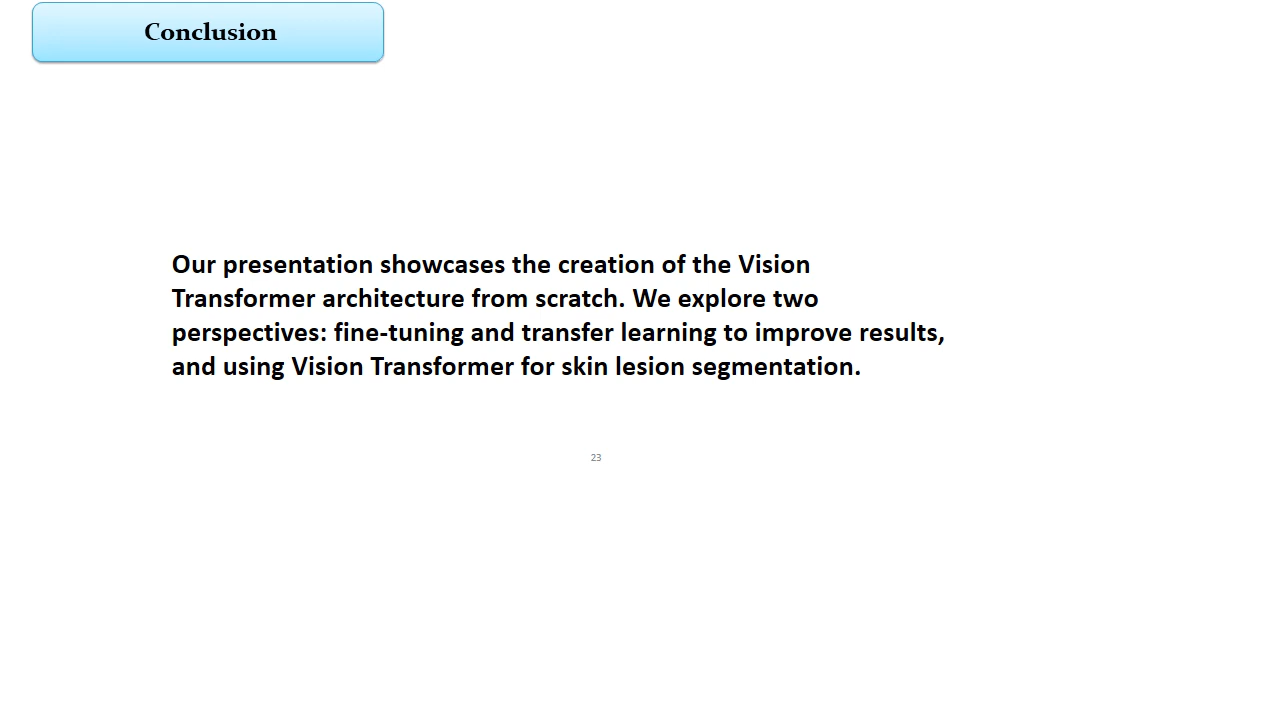 Conclusion
Our presentation showcases the creation of the Vision
Transformer architecture from scratch. We explore two
perspectives: fine-tuning and transfer learning to improve results,
and using Vision Transformer for skin lesion segmentation.
23